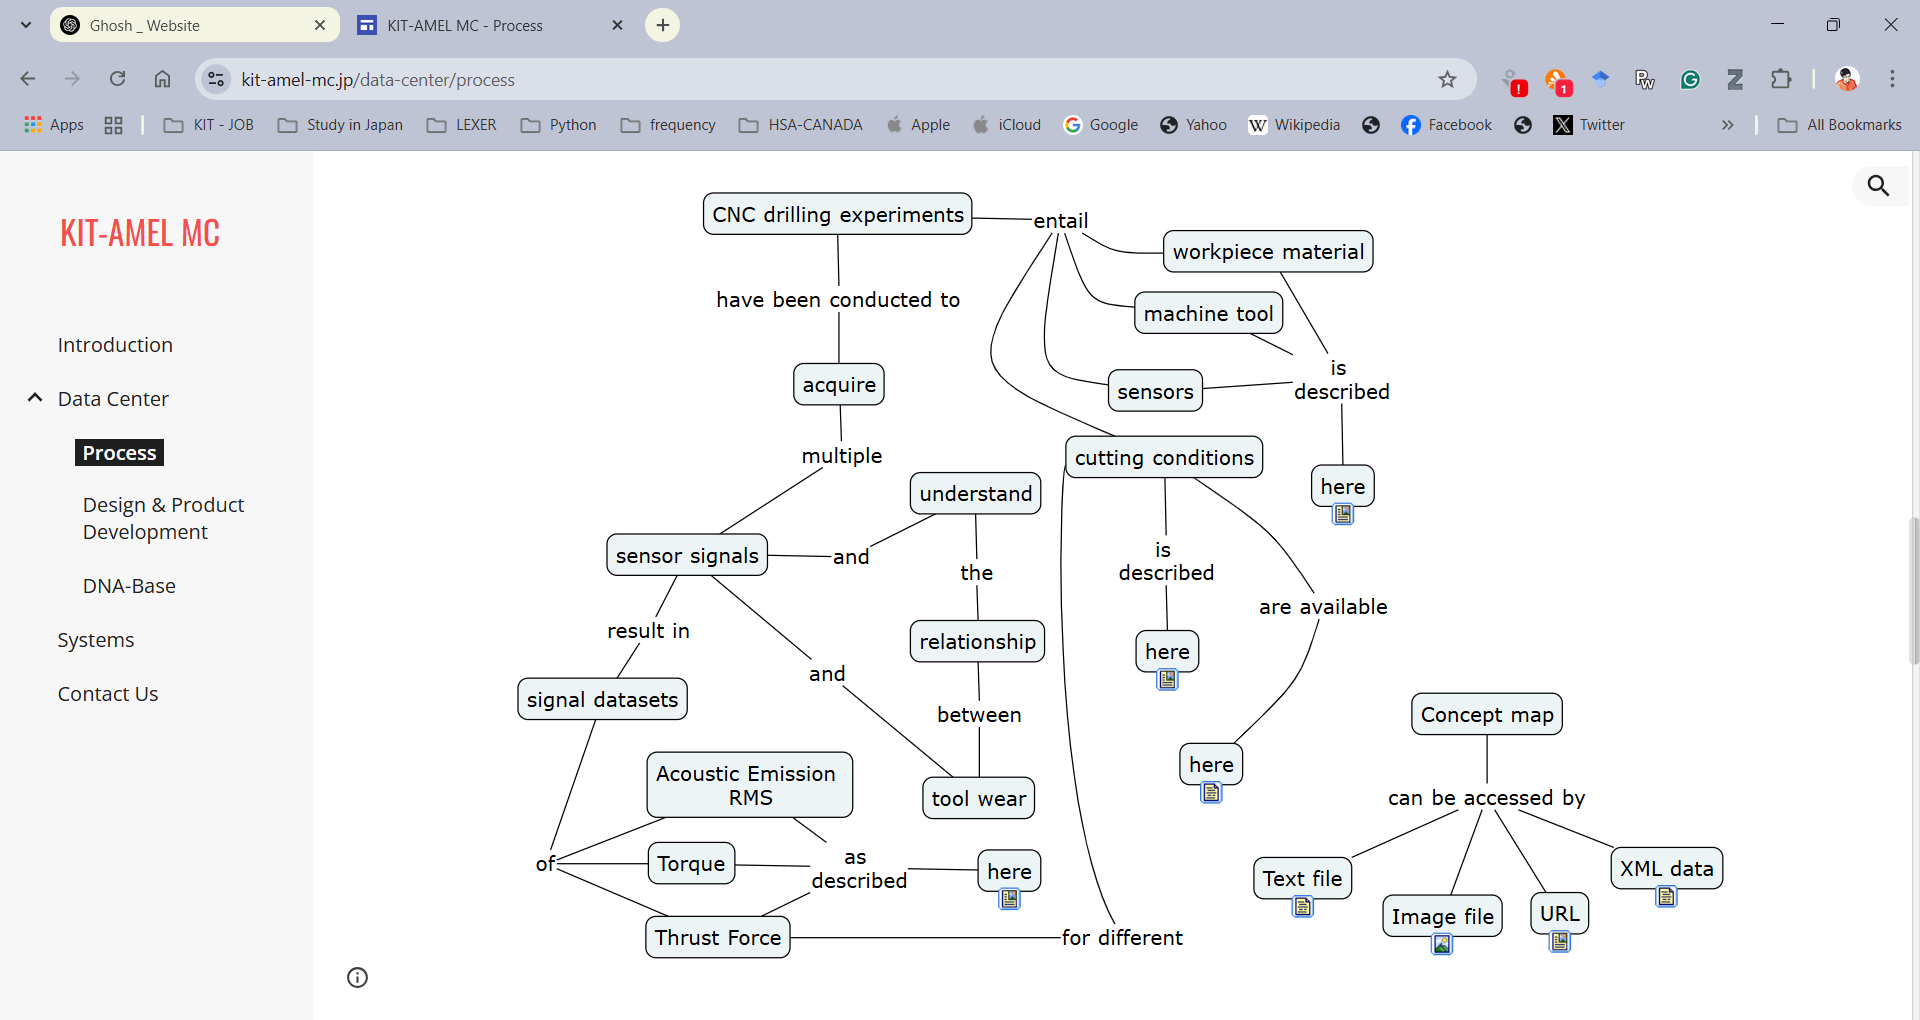 Ghosh _ Website
KIT-AMEL MC - Process
kit-amel-mc.jp/data-center/process
!
1
Apps
KIT - JOB
Study in Japan
LEXER
Python
frequency
HSA-CANADA
Apple
iCloud
Google
Yahoo
Wikipedia
Facebook
Twitter
All Bookmarks
KIT-AMEL MC
Introduction
Data Center
Process
Design & Product
Development
DNA-Base
Systems
Contact Us
CNC drilling experiments
entail
workpiece material
machine tool
sensors
is
described
here
have been conducted to
acquire
multiple
sensor signals
and
understand
the
relationship
between
tool wear
and
result in
signal datasets
of
Acoustic Emission
RMS
Torque
Thrust Force
as
described
here
for different
cutting conditions
is
described
here
are available
here
Concept map
can be accessed by
Text file
Image file
URL
XML data